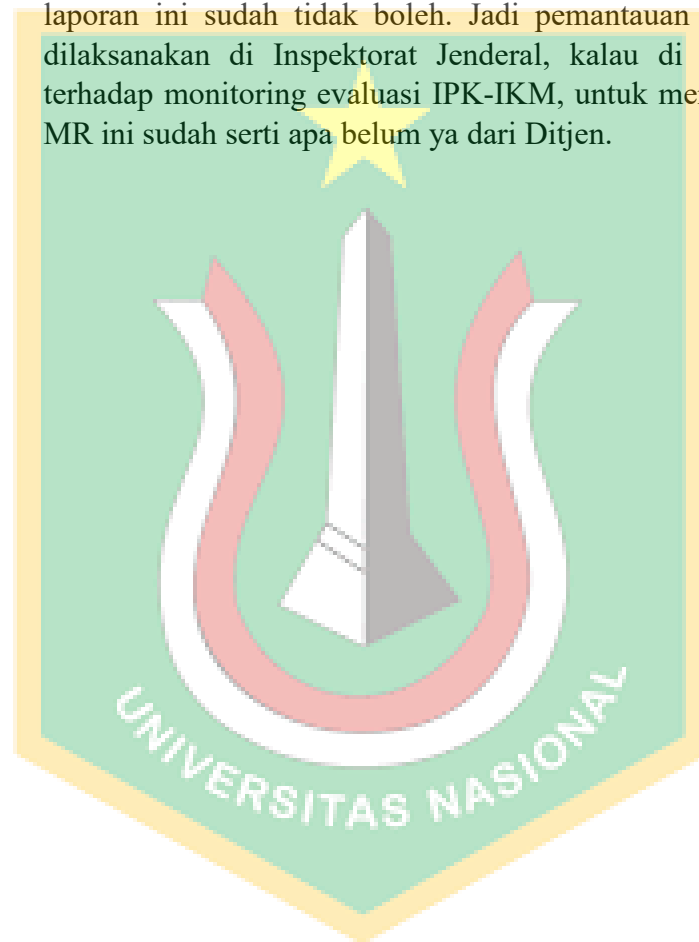 laporan ini sudah tidak boleh. Jadi pemantauan
dilaksanakan di Inspektorat Jenderal, kalau di
terhadap monitoring evaluasi IPK-IKM, untuk
MR ini sudah serti apa belum ya dari Ditjen.
UNIVERSITAS NASIONAL